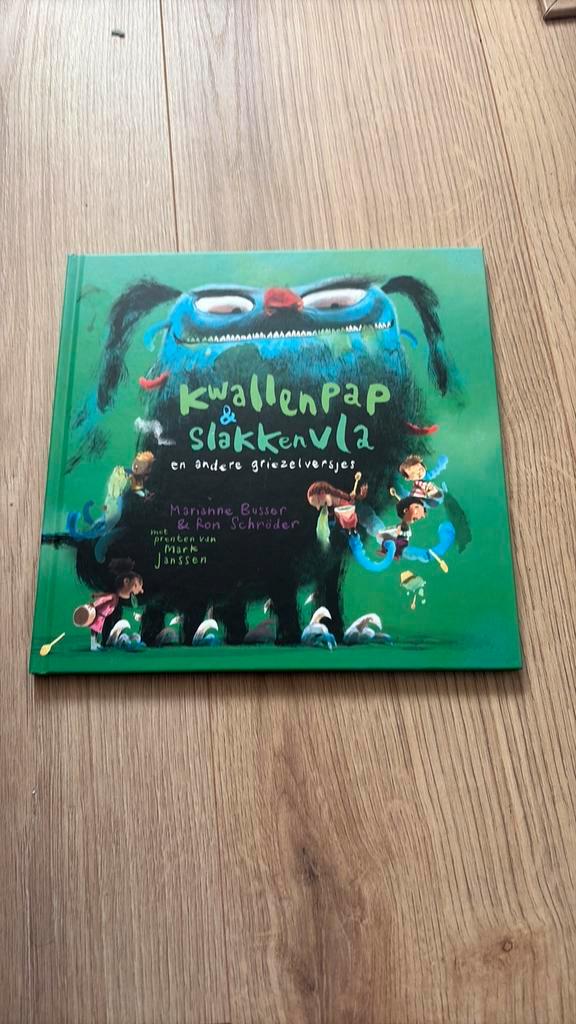 kwallenpap
&
slakkenvla
en andere griezelversjes
Marianne Busser
& Ron Schröder
met
prenten van
Mark
Janssen